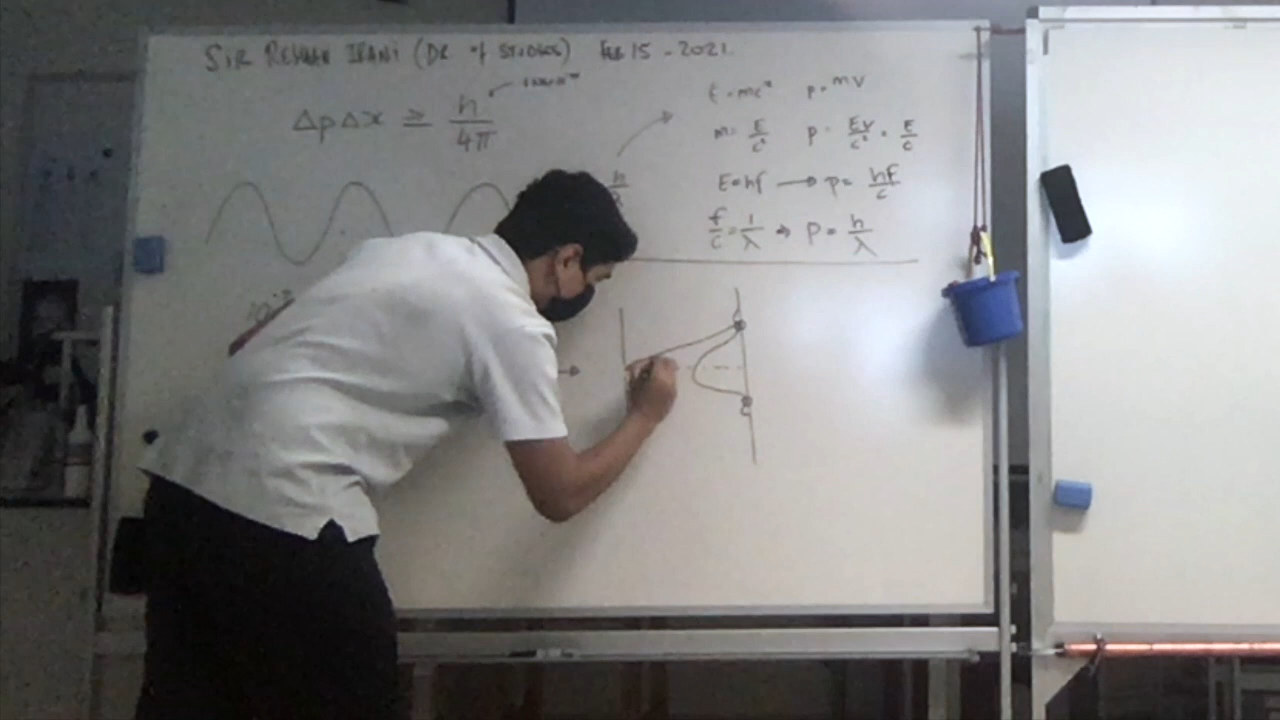 SIR REHAN IRANI (DR of STUDIES) FEB 15 - 2021
Δp Δx ≥ h/4π
E = mc² p = mv
m = E/c² p = Ev/c² = E/c
E = hf → p = hf/c
f/c = 1/λ → p = h/λ